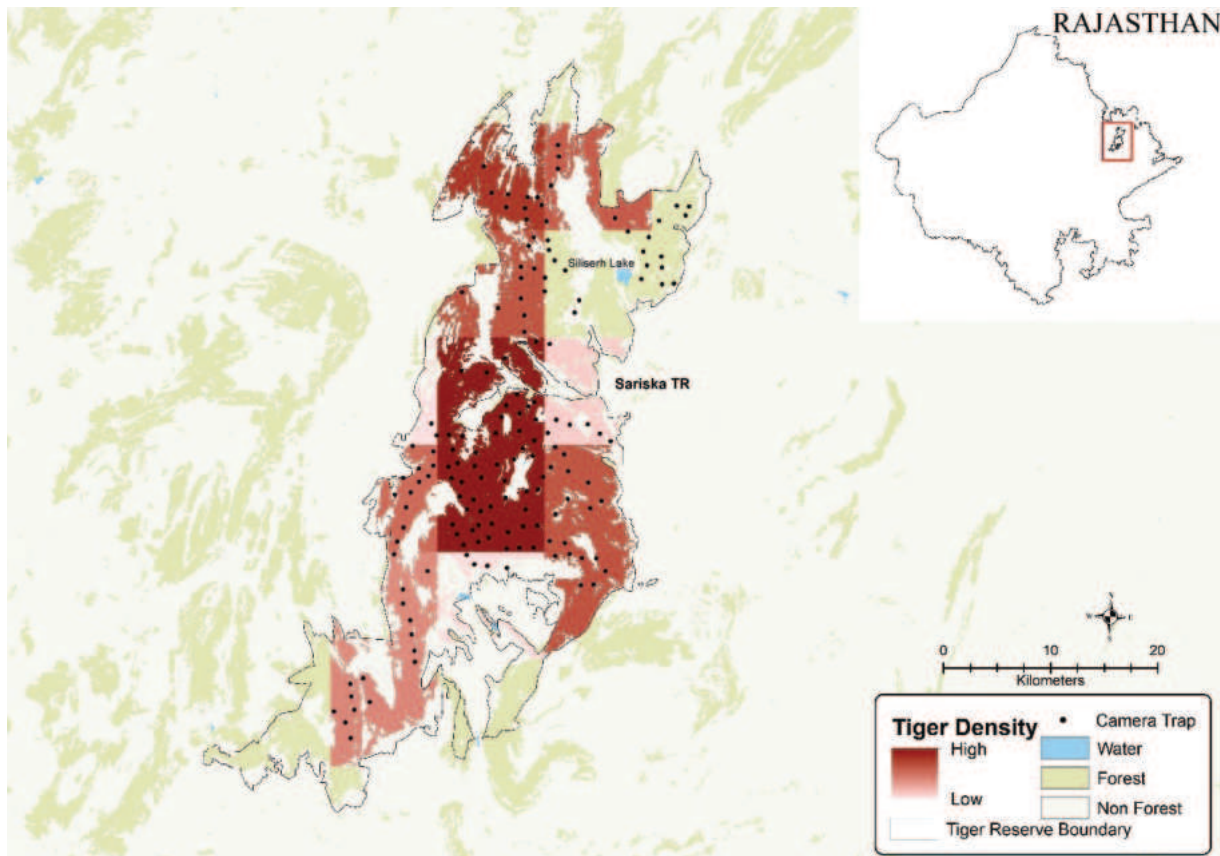 RAJASTHAN
Siliserh Lake
Sariska TR
N
W E
S
0 10 20
Kilometers
Tiger Density
High
Low
Tiger Reserve Boundary
Camera Trap
Water
Forest
Non Forest